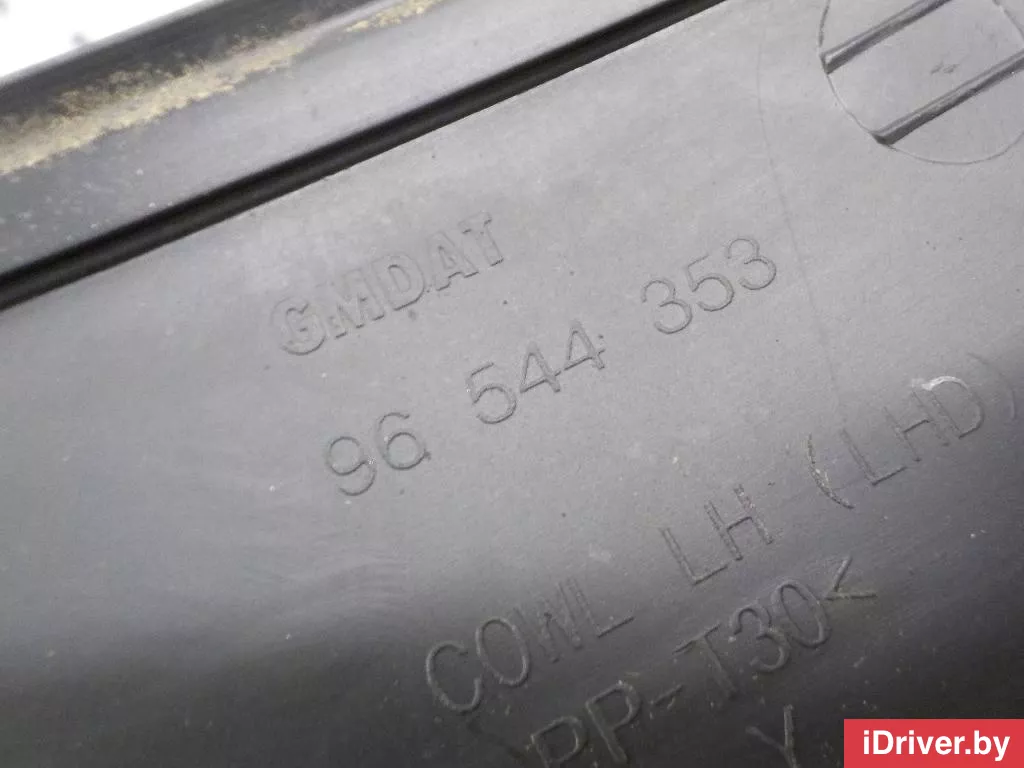 GMDAT
96 544 353
COWL LH (LHD)
PP-T30<
Y
iDriver.by